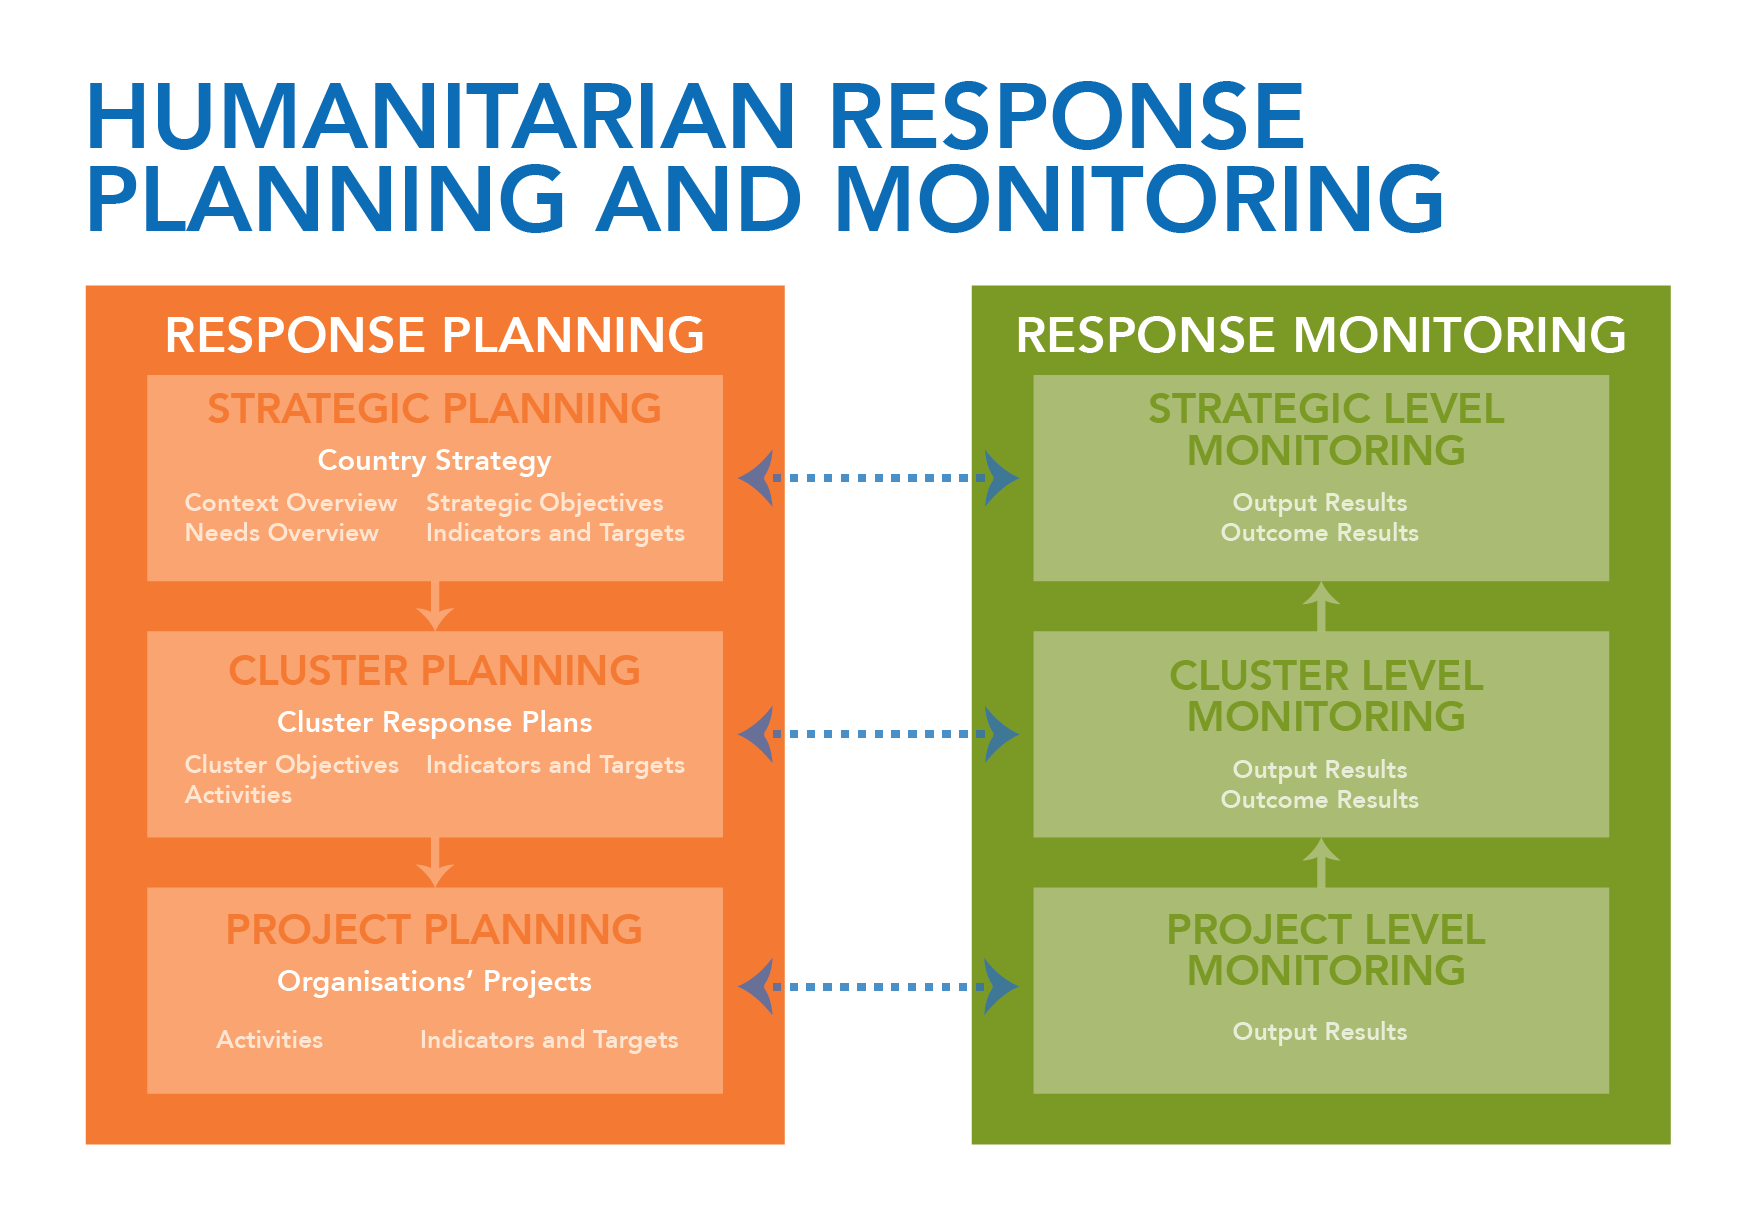 HUMANITARIAN RESPONSE
PLANNING AND MONITORING
RESPONSE PLANNING
STRATEGIC PLANNING
Country Strategy
Context Overview Strategic Objectives
Needs Overview Indicators and Targets
CLUSTER PLANNING
Cluster Response Plans
Cluster Objectives Indicators and Targets
Activities
PROJECT PLANNING
Organisations’ Projects
Activities Indicators and Targets
RESPONSE MONITORING
STRATEGIC LEVEL
MONITORING
Output Results
Outcome Results
CLUSTER LEVEL
MONITORING
Output Results
Outcome Results
PROJECT LEVEL
MONITORING
Output Results